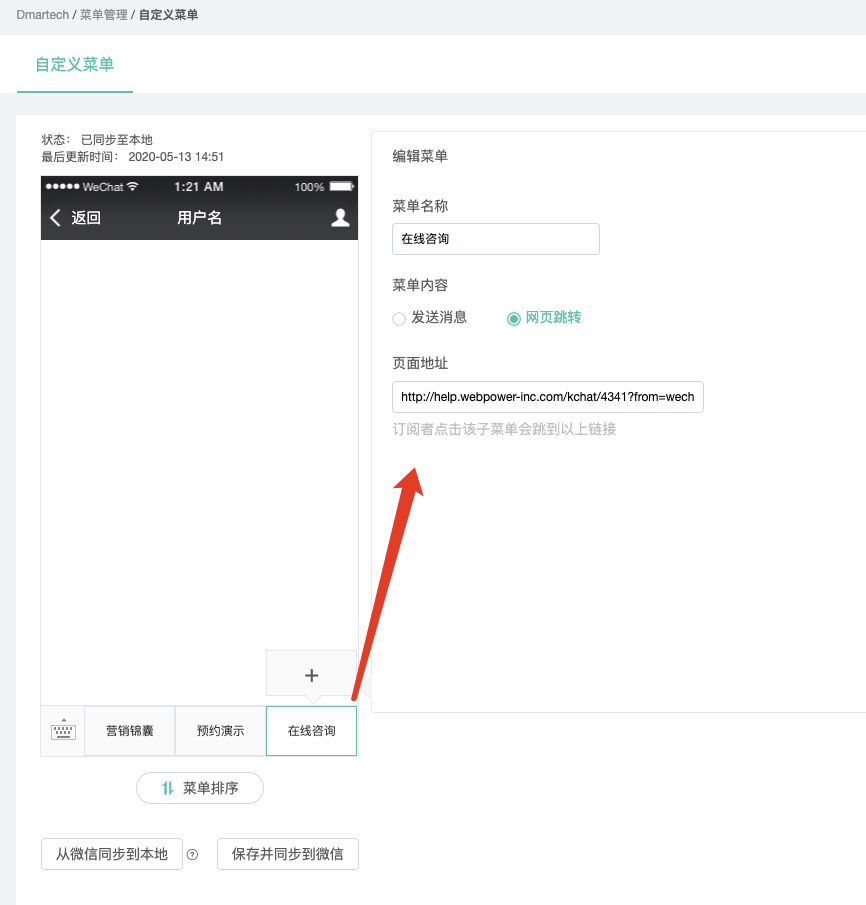 Dmartech / 菜单管理 / 自定义菜单
自定义菜单
状态： 已同步至本地
最后更新时间： 2020-05-13 14:51
WeChat 1:21 AM 100%
返回 用户名
编辑菜单
菜单名称
在线咨询
菜单内容
发送消息 网页跳转
页面地址
http://help.webpower-inc.com/kchat/4341?from=wech
订阅者点击该子菜单会跳到以上链接
+
营销锦囊 预约演示 在线咨询
菜单排序
从微信同步到本地 ? 保存并同步到微信